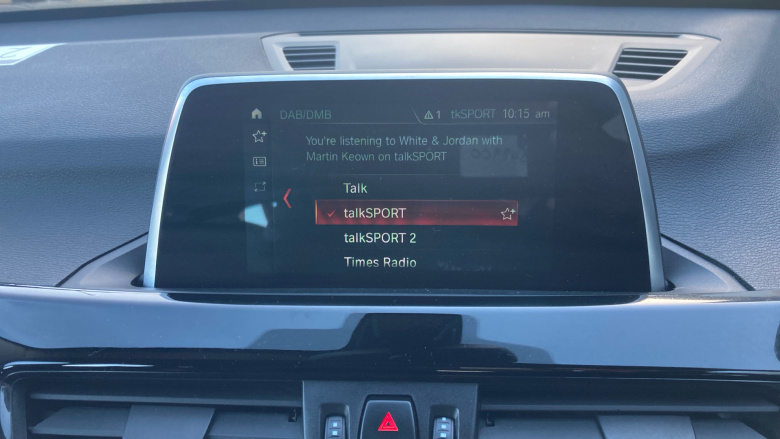 DAB/DMB 1 tkSPORT 10:15 am
You're listening to White & Jordan with
Martin Keown on talkSPORT
Talk
talkSPORT
talkSPORT 2
Times Radio